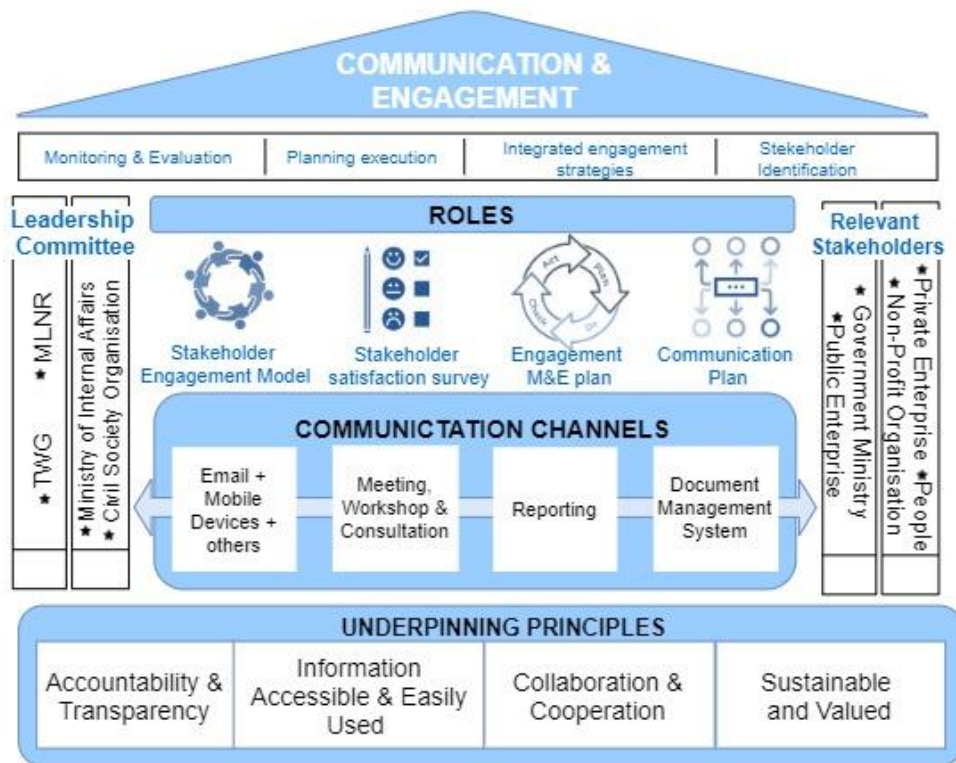 COMMUNICATION &
ENGAGEMENT
Monitoring & Evaluation
Planning execution
Integrated engagement
strategies
Stekeholder
Identification
Leadership
Committee
★TWG ★MLNR
★Ministry of Internal Affairs
★Civil Society Organisation
ROLES
Stakeholder
Engagement Model
Stakeholder
satisfaction survey
Act
Plan
Do
Check
Engagement
M&E plan
Communication
Plan
Relevant
Stakeholders
★Public Enterprise
★Government Ministry
★Non-Profit Organisation
★Private Enterprise ★People
COMMUNICTATION CHANNELS
Email +
Mobile
Devices +
others
Meeting,
Workshop &
Consultation
Reporting
Document
Management
System
UNDERPINNING PRINCIPLES
Accountability &
Transparency
Information
Accessible & Easily
Used
Collaboration &
Cooperation
Sustainable
and Valued